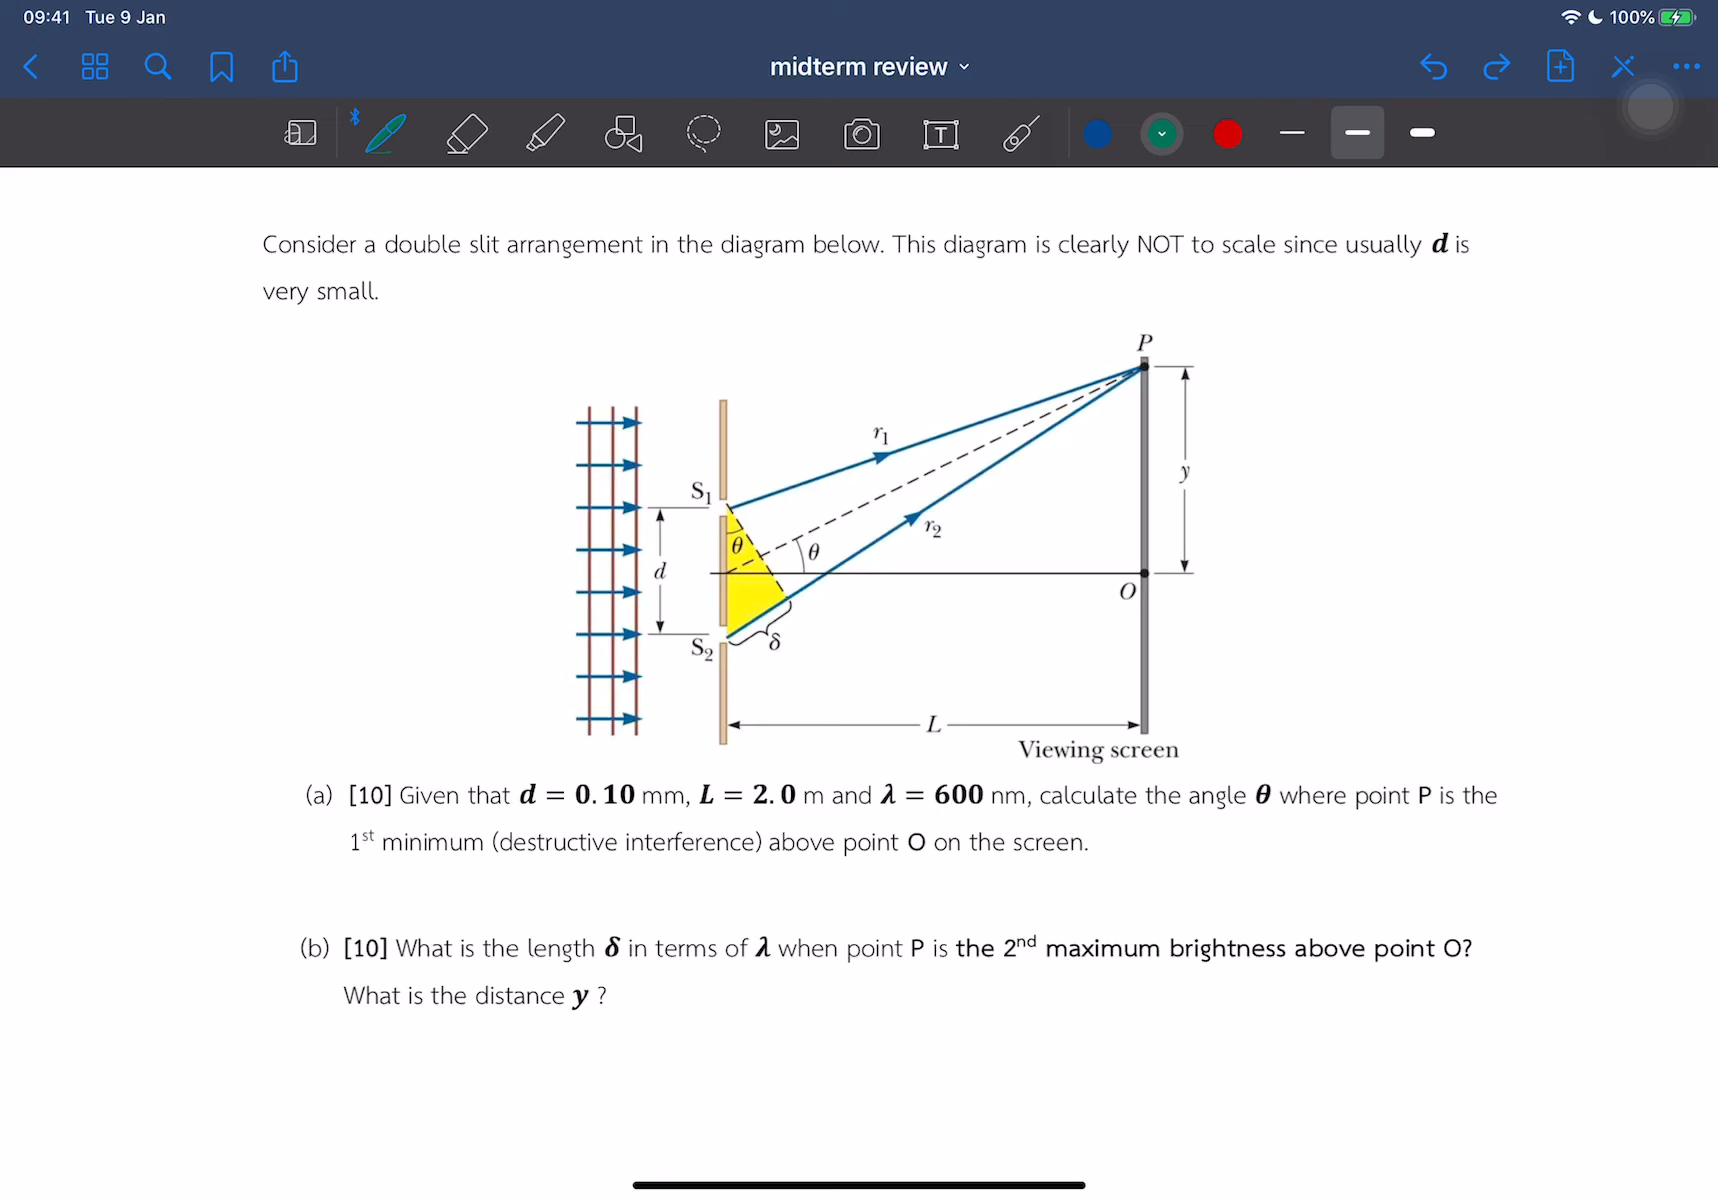 09:41 Tue 9 Jan
100%
midterm review
T
Consider a double slit arrangement in the diagram below. This diagram is clearly NOT to scale since usually d is
very small.
P
r₁
S₁
y
r₂
θ
θ
d
O
S₂
δ
L
Viewing screen
(a) [10] Given that d = 0.10 mm, L = 2.0 m and λ = 600 nm, calculate the angle θ where point P is the
1ˢᵗ minimum (destructive interference) above point O on the screen.
(b) [10] What is the length δ in terms of λ when point P is the 2ⁿᵈ maximum brightness above point O?
What is the distance y ?